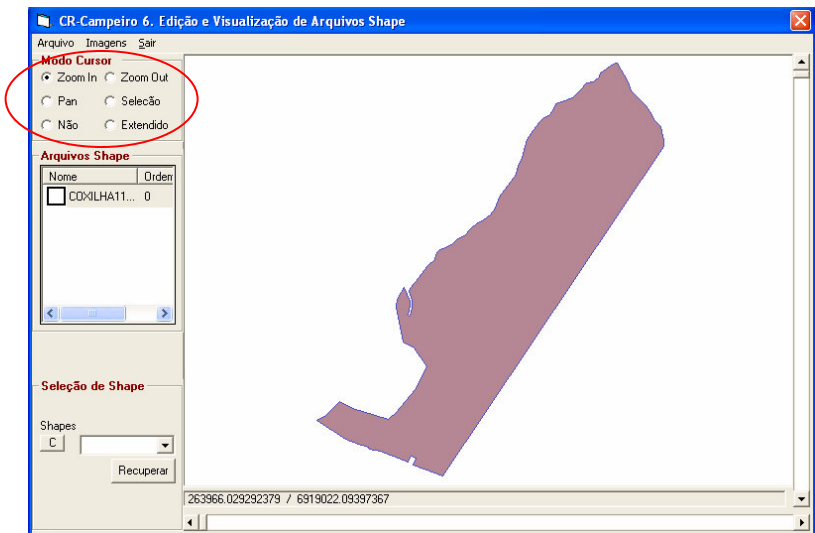 CR-Campeiro 6. Edição e Visualização de Arquivos Shape
Arquivo Imagens Sair
Modo Cursor
Zoom In Zoom Out
Pan Selecão
Não Extendido
Arquivos Shape
Nome Ordem
COXILHA11... 0
Seleção de Shape
Shapes
C
Recuperar
263966.029292379 / 6919022.09397367